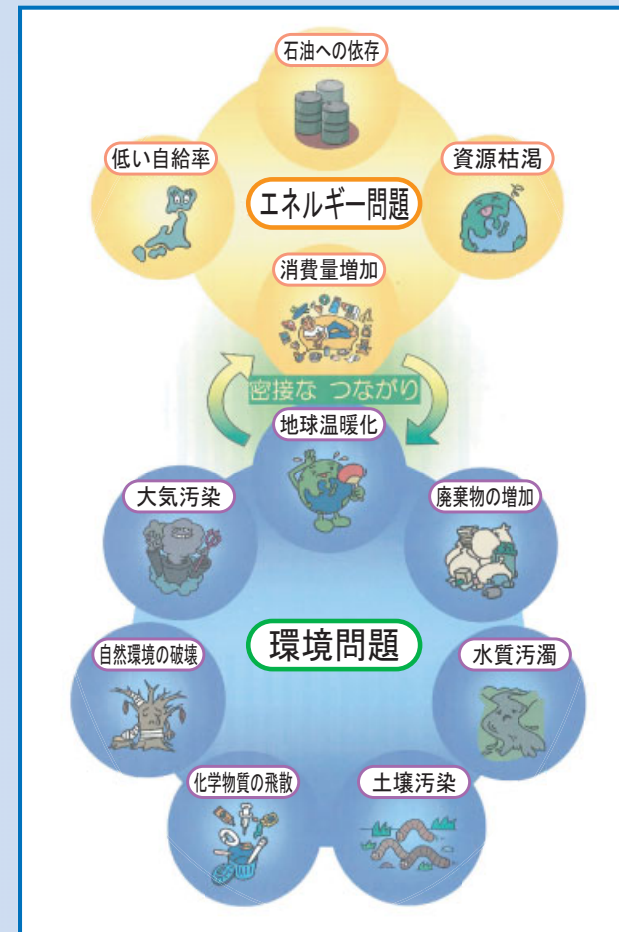 石油への依存
低い自給率
資源枯渇
エネルギー問題
消費量増加
密接な つながり
地球温暖化
大気汚染
廃棄物の増加
環境問題
自然環境の破壊
水質汚濁
化学物質の飛散
土壌汚染